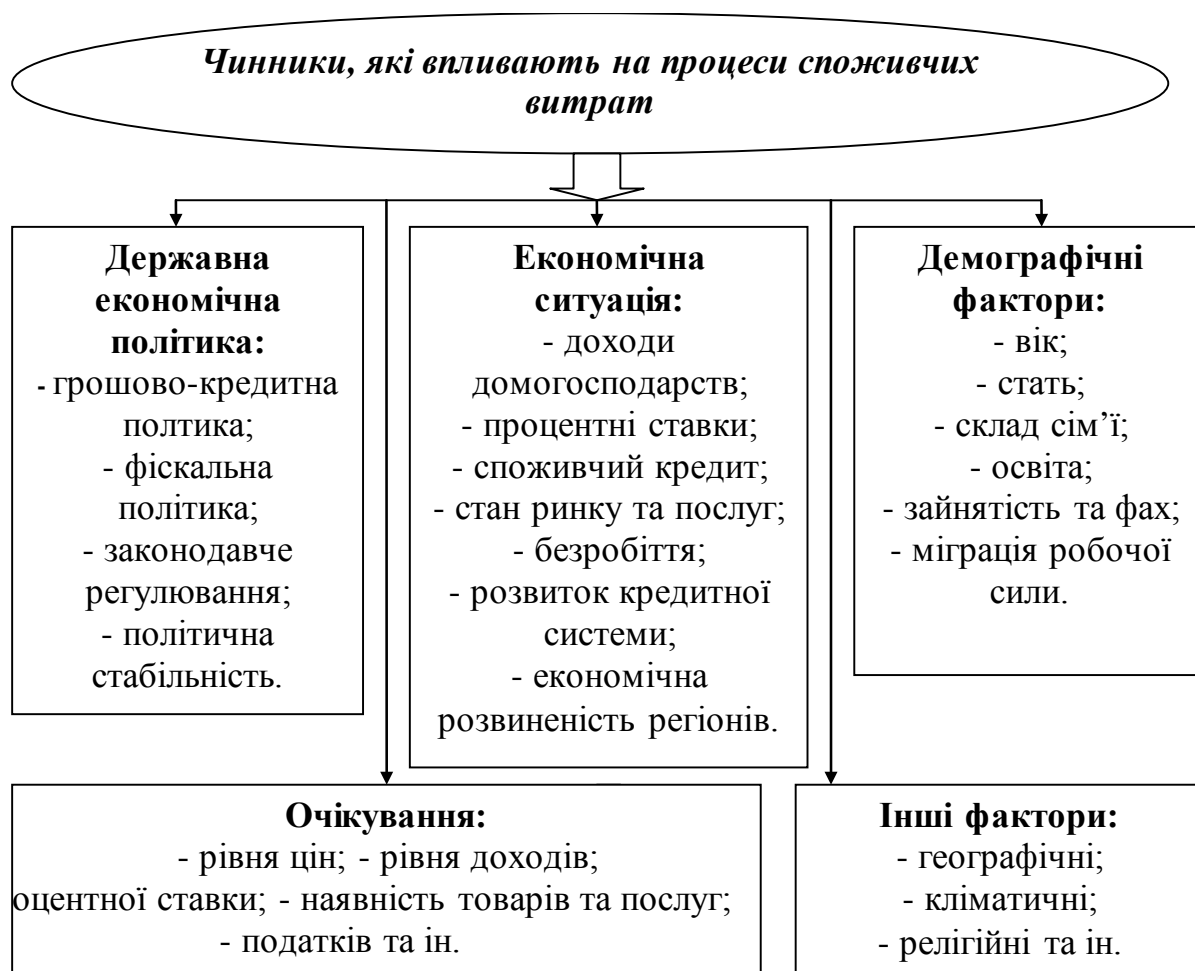 Чинники, які впливають на процеси споживчих
витрат
Державна
економічна
політика:
- грошово-кредитна
полтика;
- фіскальна
політика;
- законодавче
регулювання;
- політична
стабільність.
Економічна
ситуація:
- доходи
домогосподарств;
- процентні ставки;
- споживчий кредит;
- стан ринку та послуг;
- безробіття;
- розвиток кредитної
системи;
- економічна
розвиненість регіонів.
Демографічні
фактори:
- вік;
- стать;
- склад сім’ї;
- освіта;
- зайнятість та фах;
- міграція робочої
сили.
Очікування:
- рівня цін; - рівня доходів;
оцентної ставки; - наявність товарів та послуг;
- податків та ін.
Інші фактори:
- географічні;
- кліматичні;
- релігійні та ін.